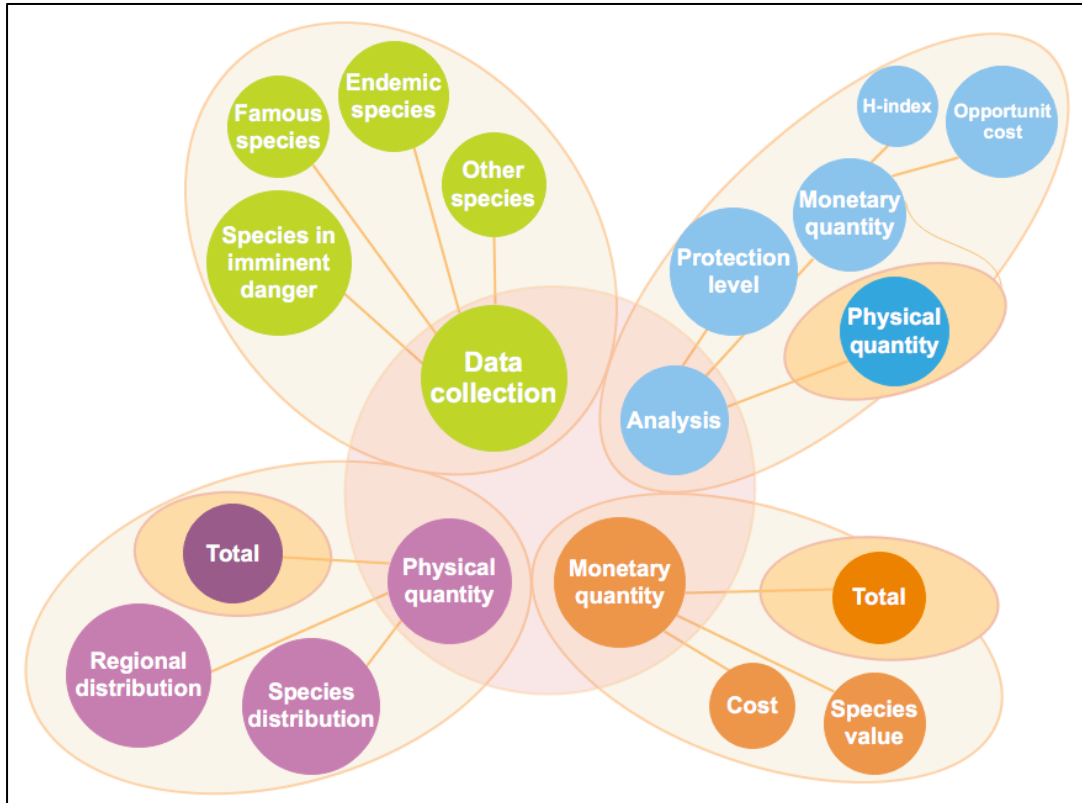 Endemic
species
Famous
species
Other
species
Species in
imminent
danger
Data
collection
H-index
Opportunit
cost
Monetary
quantity
Protection
level
Physical
quantity
Analysis
Total
Physical
quantity
Regional
distribution
Species
distribution
Monetary
quantity
Total
Cost
Species
value